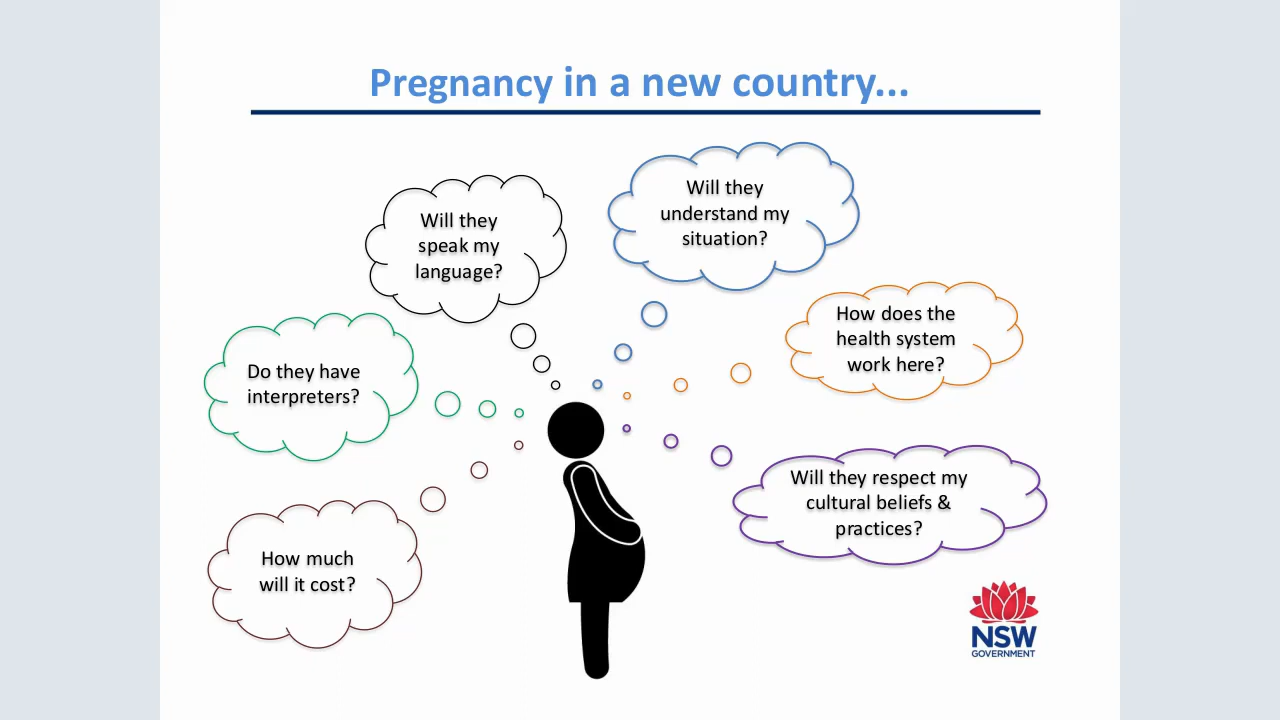 Pregnancy in a new country...
Will they
understand my
situation?
Will they
speak my
language?
How does the
health system
work here?
Do they have
interpreters?
Will they respect my
cultural beliefs &
practices?
How much
will it cost?
NSW
GOVERNMENT